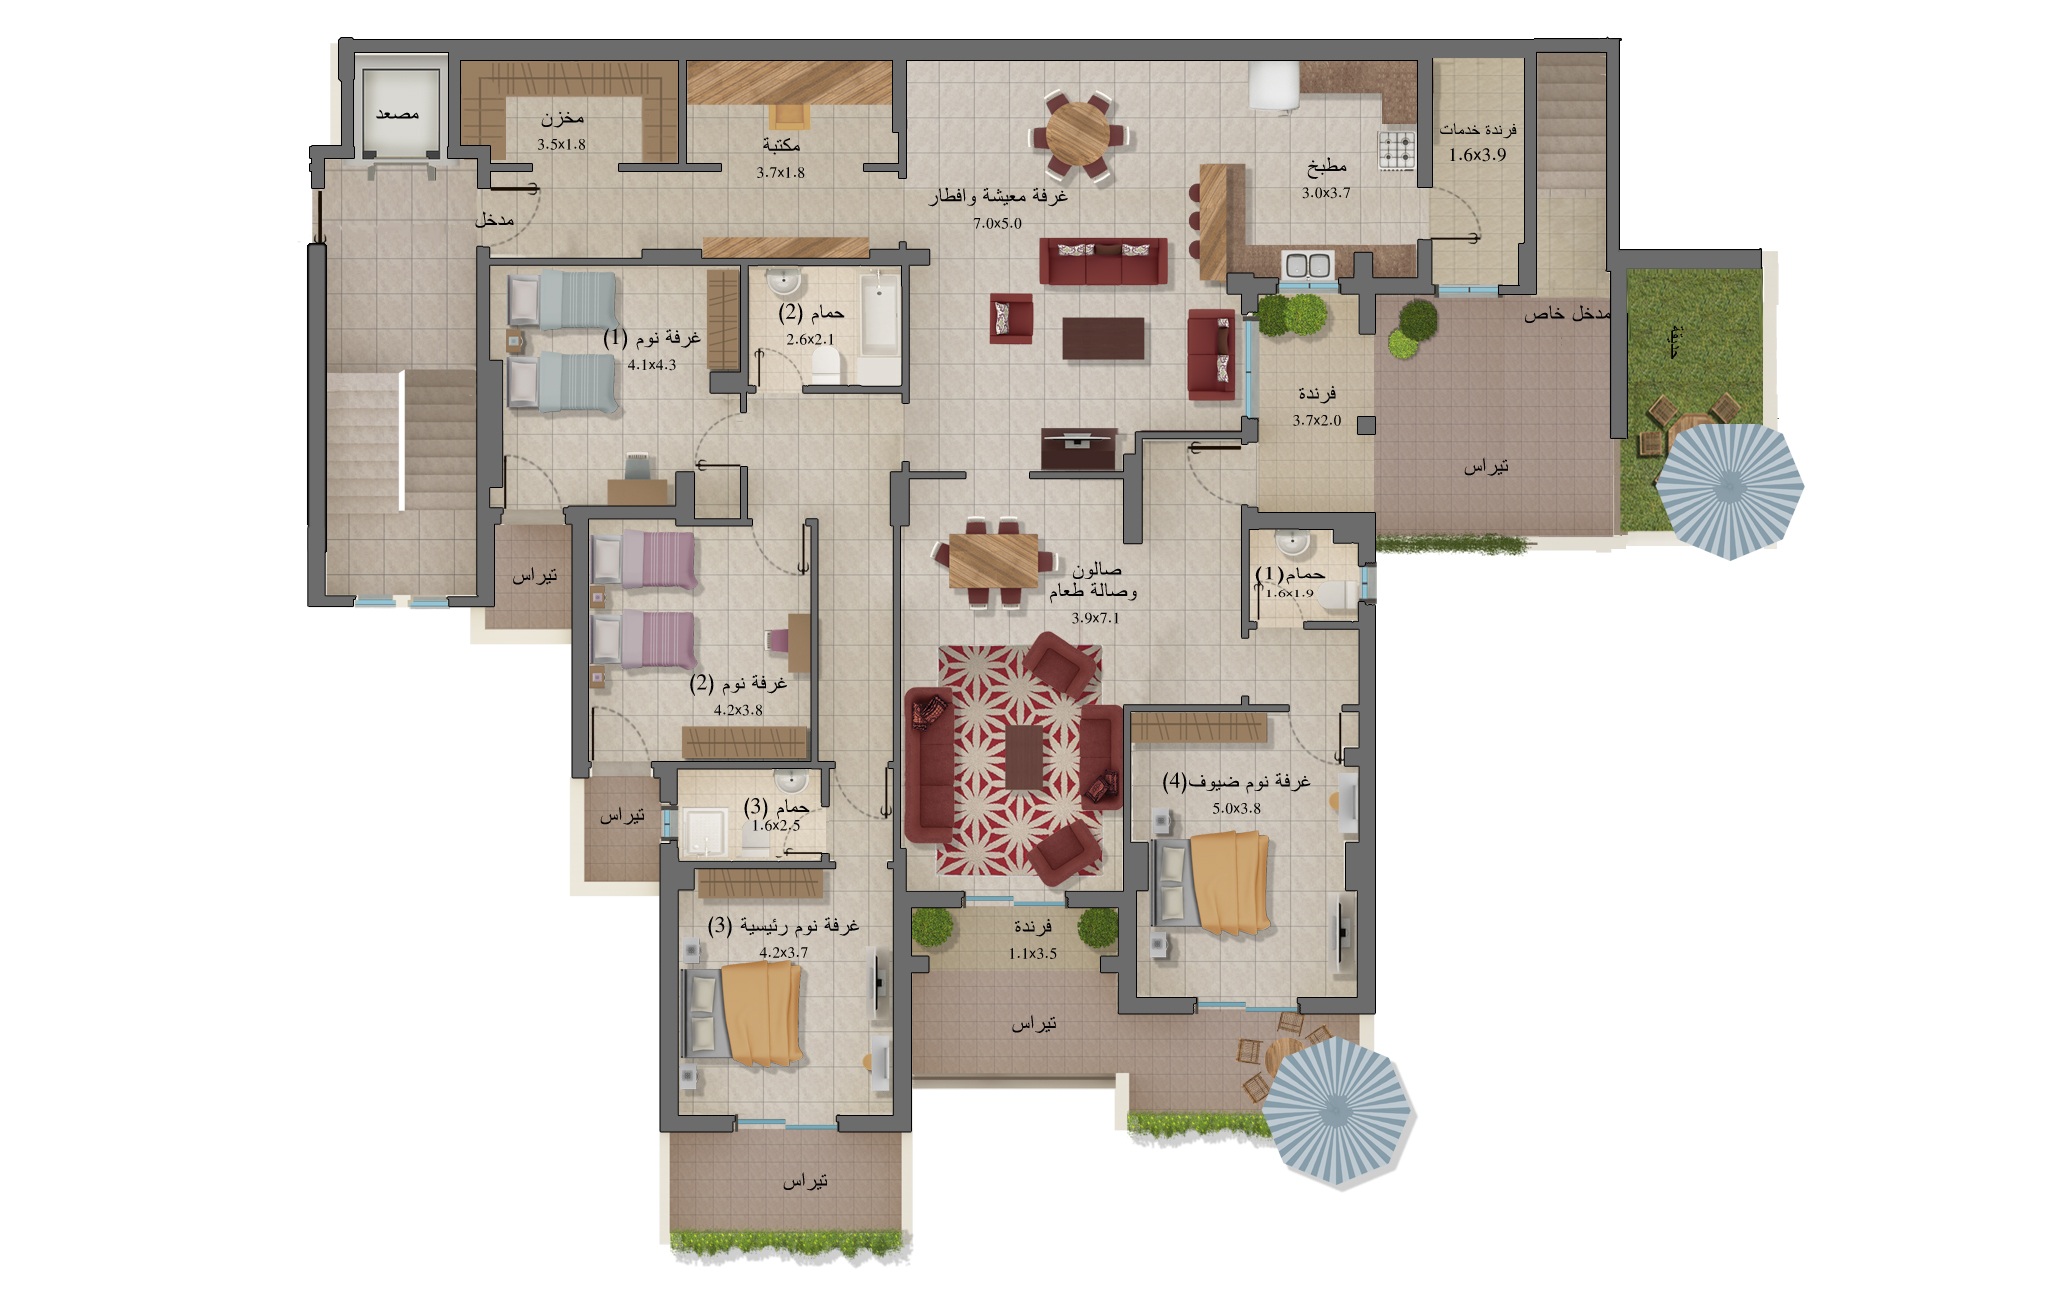 مصعد
مخزن
3.5x1.8
مكتبة
3.7x1.8
مدخل
غرفة معيشة وافطار
7.0x5.0
مطبخ
3.0x3.7
فرندة خدمات
1.6x3.9
مدخل خاص
حديقة
غرفة نوم (1)
4.1x4.3
حمام (2)
2.6x2.1
فرندة
3.7x2.0
تيراس
تيراس
صالون
وصالة طعام
3.9x7.1
حمام(1)
1.6x1.9
غرفة نوم (2)
4.2x3.8
تيراس
حمام (3)
1.6x2.5
غرفة نوم ضيوف(4)
5.0x3.8
غرفة نوم رئيسية (3)
4.2x3.7
فرندة
1.1x3.5
تيراس
تيراس